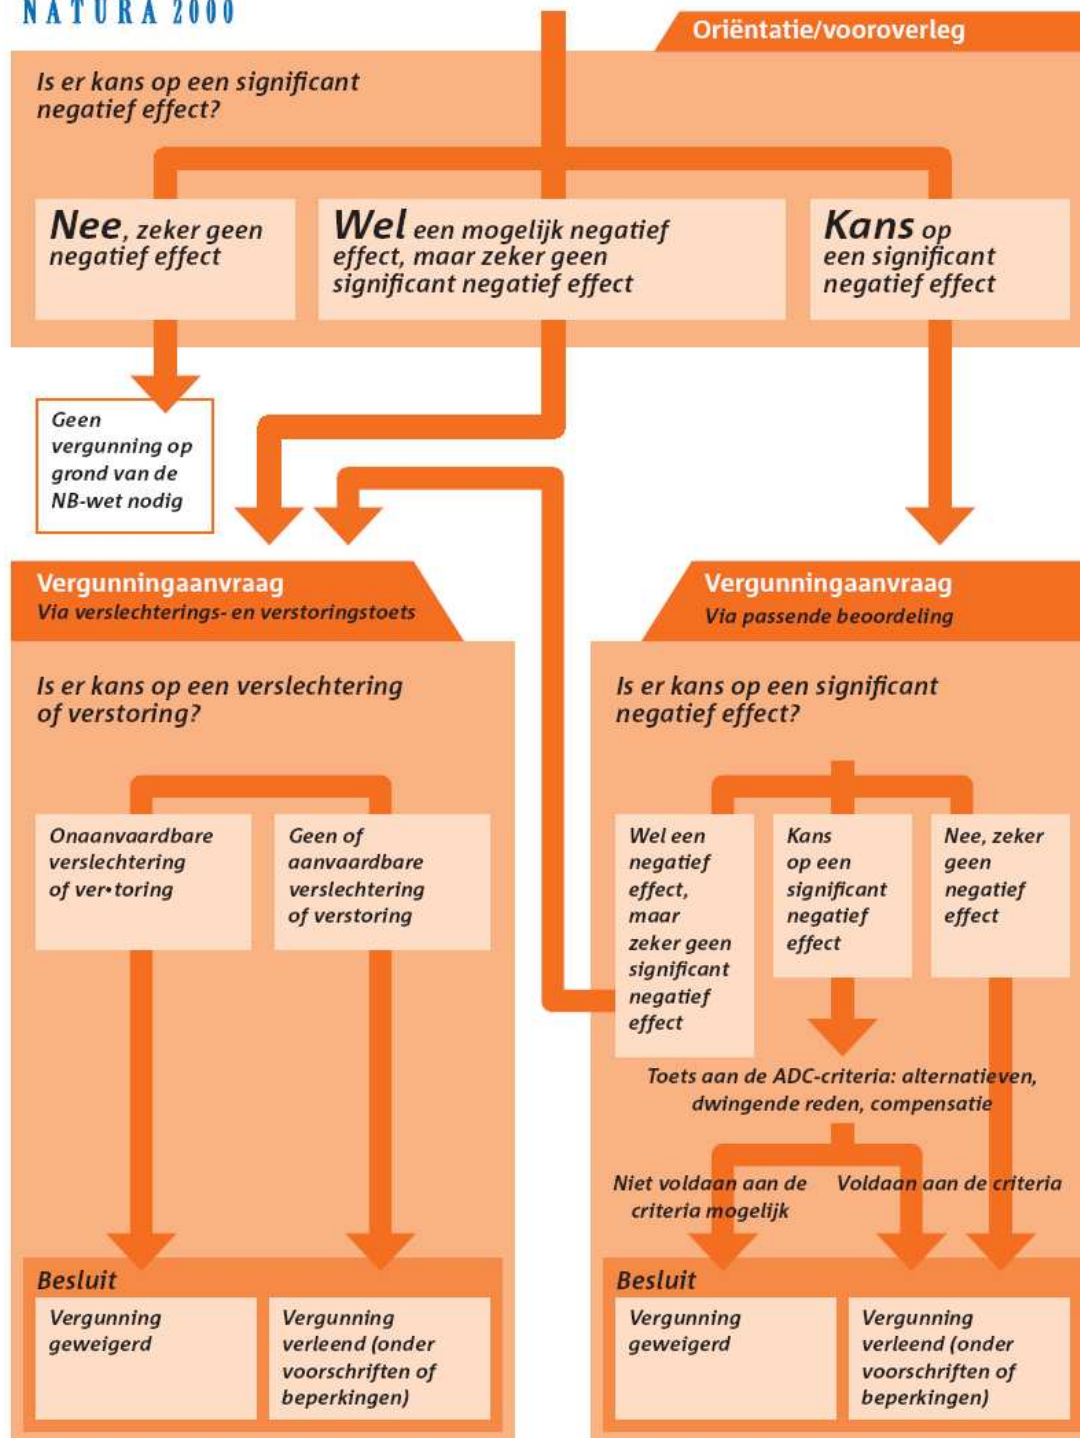 NATURA 2000
Oriëntatie/vooroverleg
Is er kans op een significant
negatief effect?
Nee, zeker geen
negatief effect
Wel een mogelijk negatief
effect, maar zeker geen
significant negatief effect
Kans op
een significant
negatief effect
Geen
vergunning op
grond van de
NB-wet nodig
Vergunningaanvraag
Via verslechterings- en verstoringstoets
Is er kans op een verslechtering
of verstoring?
Onaanvaardbare
verslechtering
of ver•toring
Geen of
aanvaardbare
verslechtering
of verstoring
Besluit
Vergunning
geweigerd
Vergunning
verleend (onder
voorschriften of
beperkingen)
Vergunningaanvraag
Via passende beoordeling
Is er kans op een significant
negatief effect?
Wel een
negatief
effect,
maar
zeker geen
significant
negatief
effect
Kans
op een
significant
negatief
effect
Nee, zeker
geen
negatief
effect
Toets aan de ADC-criteria: alternatieven,
dwingende reden, compensatie
Niet voldaan aan de
criteria mogelijk
Voldaan aan de criteria
Besluit
Vergunning
geweigerd
Vergunning
verleend (onder
voorschriften of
beperkingen)